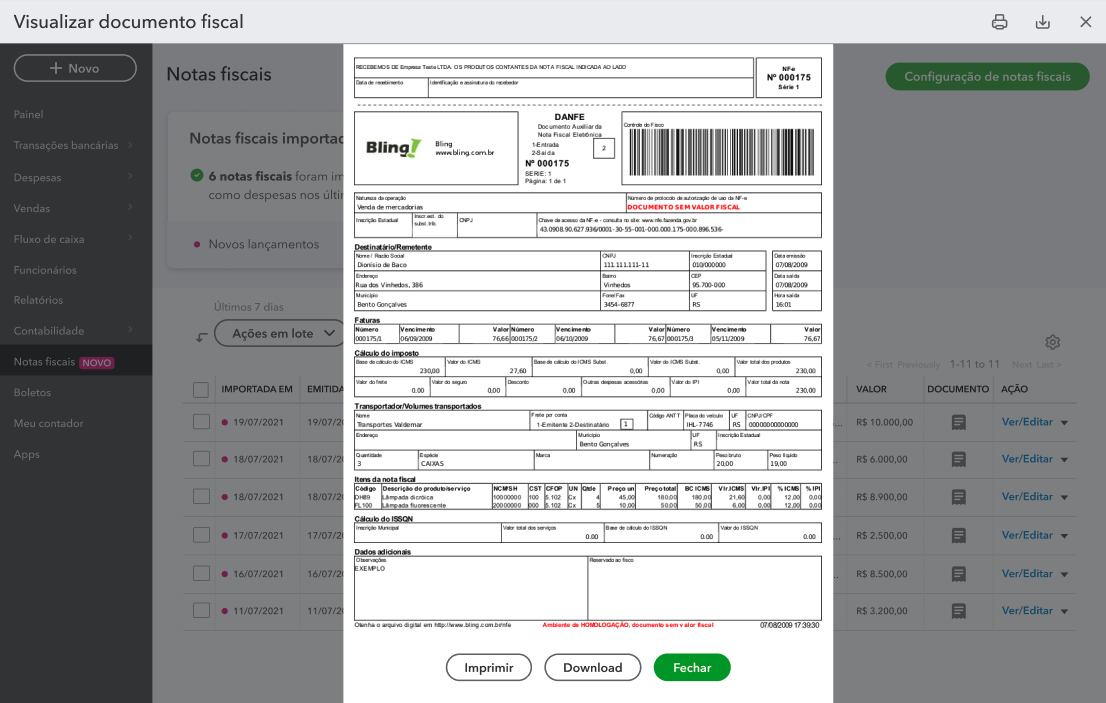 Visualizar documento fiscal
Novo
Painel
Transações bancárias
Despesas
Vendas
Fluxo de caixa
Funcionários
Relatórios
Contabilidade
Notas fiscais NOVO
Boletos
Meu contador
Apps
Notas fiscais
Configuração de notas fiscais
Notas fiscais importad
6 notas fiscais foram im
como despesas nos últim
Novos lançamentos
Últimos 7 dias
Ações em lote
< First Previously 1-11 to 11 Next Last >
IMPORTADA EM EMITIDA VALOR DOCUMENTO AÇÃO
19/07/2021 19/07/2 R$ 10.000,00 Ver/Editar
18/07/2021 18/07/2 R$ 6.000,00 Ver/Editar
18/07/2021 18/07/2 R$ 8.900,00 Ver/Editar
17/07/2021 17/07/2 R$ 2.500,00 Ver/Editar
16/07/2021 16/07/2 R$ 8.500,00 Ver/Editar
11/07/2021 11/07/2 R$ 3.200,00 Ver/Editar
RECEBEMOS DE Empresa Teste LTDA. OS PRODUTOS CONTANTES DA NOTA FISCAL INDICADA AO LADO
Data de recebimento Identificação e assinatura do recebedor
NF-e
Nº 000175
Série 1
Bling!
Bling
www.bling.com.br
DANFE
Documento Auxiliar da
Nota Fiscal Eletrônica
1-Entrada
2-Saída
2
Nº 000175
SERIE: 1
Página: 1 de 1
Controle do Fisco
Natureza da operação
Venda de mercadorias
Número de protocolo de autorização de uso da NF-e
DOCUMENTO SEM VALOR FISCAL
Inscrição Estadual
Inscr.est. do
subst. trib.
CNPJ
Chave de acesso da NF-e - consulta no site: www.nfe.fazenda.gov.br
43.0908.90.627.936/0001-30-55-001-000.000.175-000.896.536-
Destinatário/Remetente
Nome / Razão Social CNPJ Inscrição Estadual Data emissão
Dionísio de Baco 111.111.111-11 010/000000 07/08/2009
Endereço Bairro CEP Data saída
Rua dos Vinhedos, 386 Vinhedos 95.700-000 07/08/2009
Município Fone/Fax UF Hora saída
Bento Gonçalves 3454-6877 RS 16:01
Faturas
Número Vencimento Valor Número Vencimento Valor Número Vencimento Valor
000175/1 06/09/2009 76,66 000175/2 06/10/2009 76,67 000175/3 05/11/2009 76,67
Cálculo do imposto
Base de cálculo do ICMS Valor do ICMS Base de cálculo do ICMS Subst. Valor do ICMS Subst. Valor total dos produtos
230,00 27,60 0,00 0,00 230,00
Valor do frete Valor do seguro Desconto Outras despesas acessórias Valor do IPI Valor total da nota
0.00 0,00 0,00 0,00 0,00 230,00
Transportador/Volumes transportados
Nome Frete por conta Código ANTT Placa do veículo UF CNPJ/CPF
Transportes Valdemar 1-Emitente 2-Destinatário 1 IHL-7746 RS 00000000000000
Endereço Município UF Inscrição Estadual
Bento Gonçalves RS
Quantidade Espécie Marca Numeração Peso bruto Peso líquido
3 CAIXAS 20,00 19,00
Itens da nota fiscal
Código Descrição do produto/serviço NCM/SH CST CFOP UN Qtde Preço un Preço total BC ICMS Vlr.ICMS Vlr.IPI % ICMS % IPI
DH89 Lâmpada dicróica 10000000 100 5.102 Cx 4 45,00 180,00 180,00 21,60 0,00 12,00 0,00
FL100 Lâmpada fluorescente 20000000 000 5.102 Cx 5 10,00 50,00 50,00 6,00 0,00 12,00 0,00
Cálculo do ISSQN
Inscrição Municipal Valor total dos serviços Base de cálculo do ISSQN Valor do ISSQN
0.00 0.00 0.00
Dados adicionais
Observações Reservado ao fisco
EXEMPLO
Otenha o arquivo digital em http://www.bling.com.br/nfe Ambiente de HOMOLOGAÇÃO, documento sem valor fiscal 07/08/2009 17:39:30
Imprimir
Download
Fechar